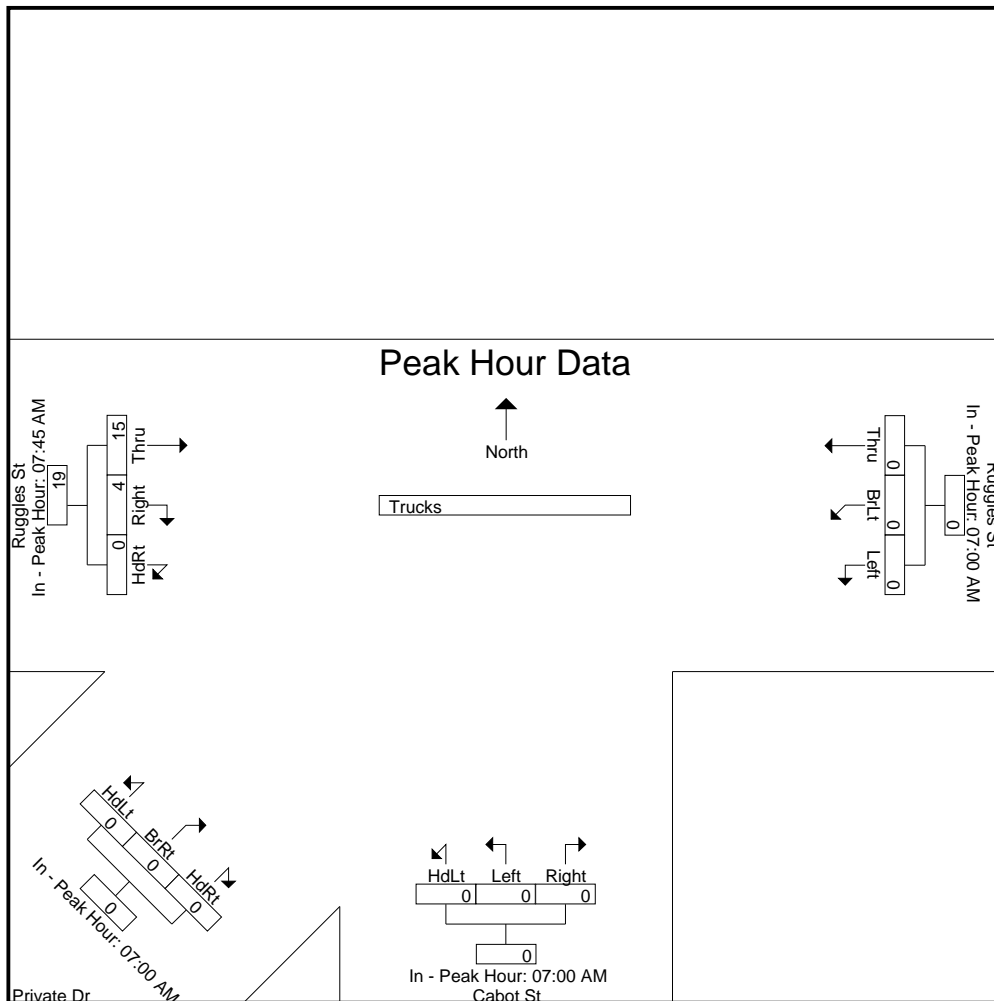 Peak Hour Data
North
Trucks
Ruggles St
In - Peak Hour: 07:45 AM
19
15
4
0
Thru
Right
HdRt
Ruggles St
In - Peak Hour: 07:00 AM
0
0
0
0
Thru
BrLt
Left
HdLt
BrRt
HdRt
0
0
0
0
In - Peak Hour: 07:00 AM
Private Dr
HdLt Left Right
0 0 0
0
In - Peak Hour: 07:00 AM
Cabot St